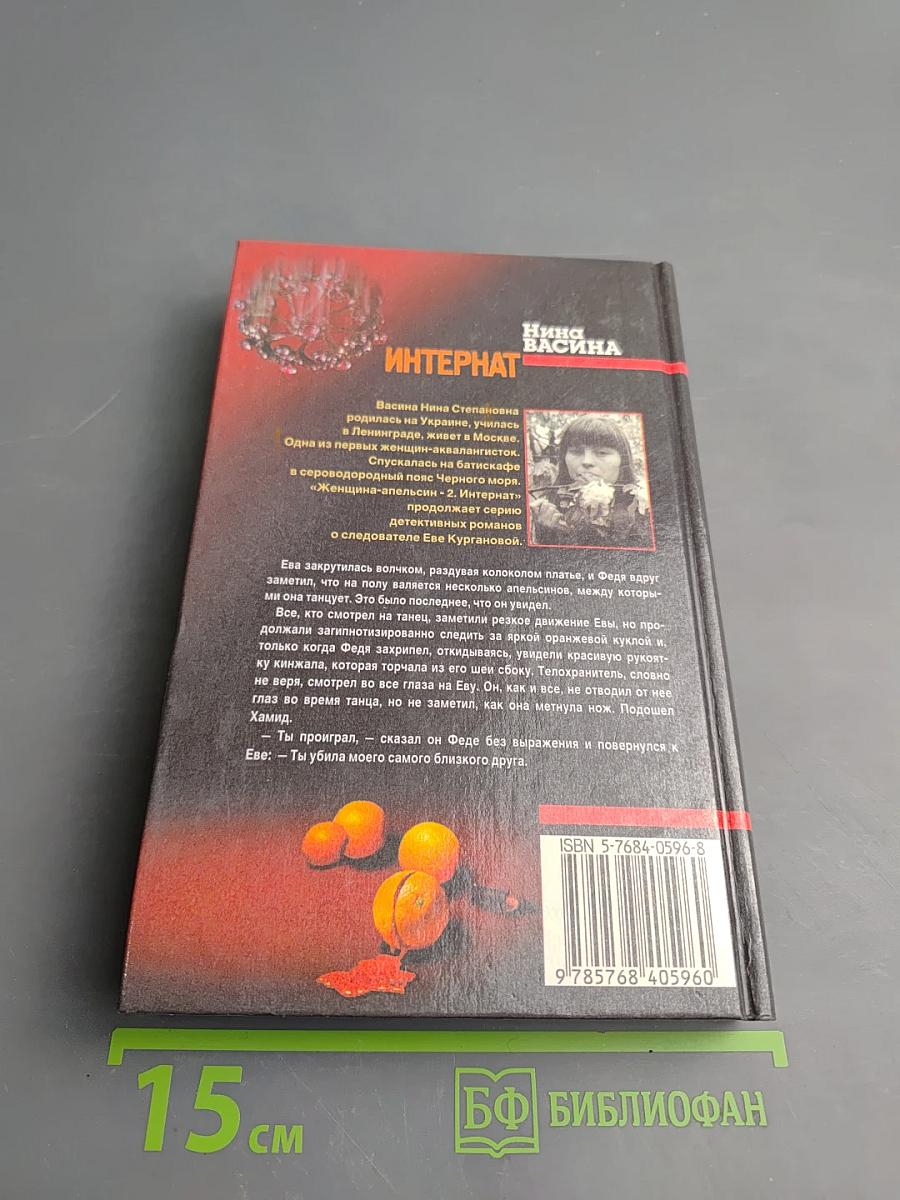 Нина
ВАСИНА
ИНТЕРНАТ
Васина Нина Степановна
родилась на Украине, училась
в Ленинграде, живет в Москве.
Одна из первых женщин-аквалангисток.
Спускалась на батискафе
в сероводородный пояс Черного моря.
«Женщина-апельсин - 2. Интернат»
продолжает серию
детективных романов
о следователе Еве Кургановой.
Ева закрутилась волчком, раздувая колоколом платье, и Федя вдруг
заметил, что на полу валяется несколько апельсинов, между которы-
ми она танцует. Это было последнее, что он увидел.
Все, кто смотрел на танец, заметили резкое движение Евы, но про-
должали загипнотизированно следить за яркой оранжевой куклой и,
только когда Федя захрипел, откидываясь, увидели красивую рукоят-
ку кинжала, которая торчала из его шеи сбоку. Телохранитель, словно
не веря, смотрел во все глаза на Еву. Он, как и все, не отводил от нее
глаз во время танца, но не заметил, как она метнула нож. Подошел
Хамид.
— Ты проиграл, — сказал он Феде без выражения и повернулся к
Еве: — Ты убила моего самого близкого друга.
ISBN 5-7684-0596-8
9 785768 405960
15 см
БФ БИБЛИОФАН